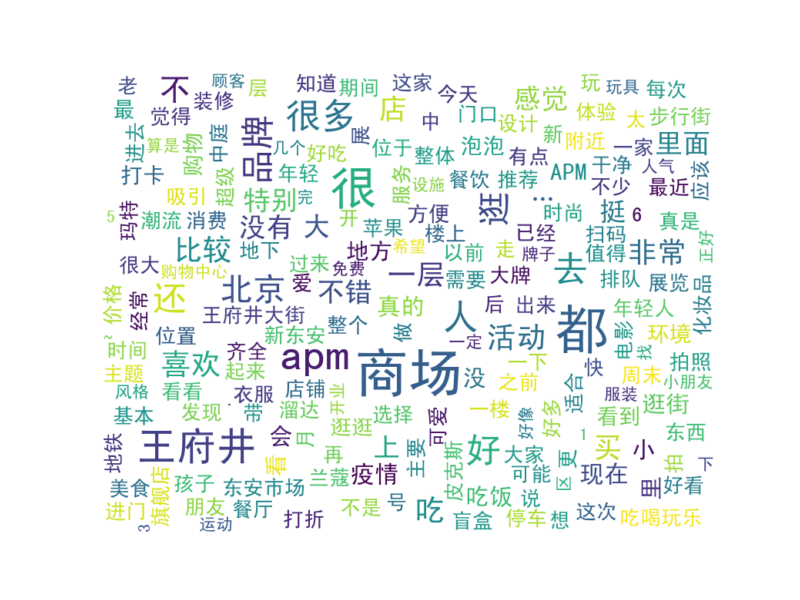 老
顾客
层
知道
期间
这家
玩
玩具
每次
最
不
装修
很多
店
今天
感觉
觉得
品牌
展
中
门口
设计
新
体验
太
步行街
进去
算是
购物
中庭
几个
好吃
位于
整体
泡泡
有点
附近
一家
里面
打卡
超级
年轻
很
服务
设施
餐饮
推荐
APM
干净
人气
应该
吸引
特别
完
逛
...
不少
最近
5
玛特
潮流
消费
没有
大
开
苹果
方便
时尚
挺
6
真是
很大
比较
地下
地方
希望
楼上
已经
牌子
扫码
值得
非常
正好
购物中心
过来
免费
爱
一层
以前
走
需要
大牌
去
排队
展览
化妆品
价格
经常
还
北京
不错
真的
人
后
出来
都
年轻人
王府井大街
做
2
位置
新东安
整个
一定
活动
电影
找
环境
时间
喜欢
齐全
apm
商场
没
一下
快
拍照
主题
起来
之前
适合
周末
小朋友
风格
看看
衣服
店铺
服装
逛街
基本
发现
.
带
溜达
开业
选择
可爱
一楼
好像
好多
看到
地铁
王府井
会
月
逛逛
上
主要
好
大家
1
买
小
东西
看
再
疫情
皮克斯
可能
区
更
现在
拍
下
美食
旗舰店
孩子
东安市场
兰蔻
吃
吃饭
说
里
好看
进门
朋友
餐厅
不是
号
盲盒
停车
想
这次
吃喝玩乐
3
运动
打折